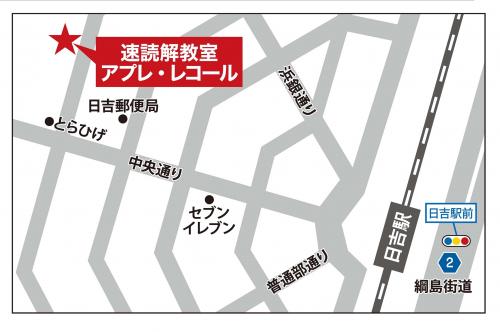 速読解教室
アプレ・レコール
浜銀通り
日吉郵便局
とらひげ
中央通り
セブン
イレブン
日吉駅
日吉駅前
2
綱島街道
普通部通り